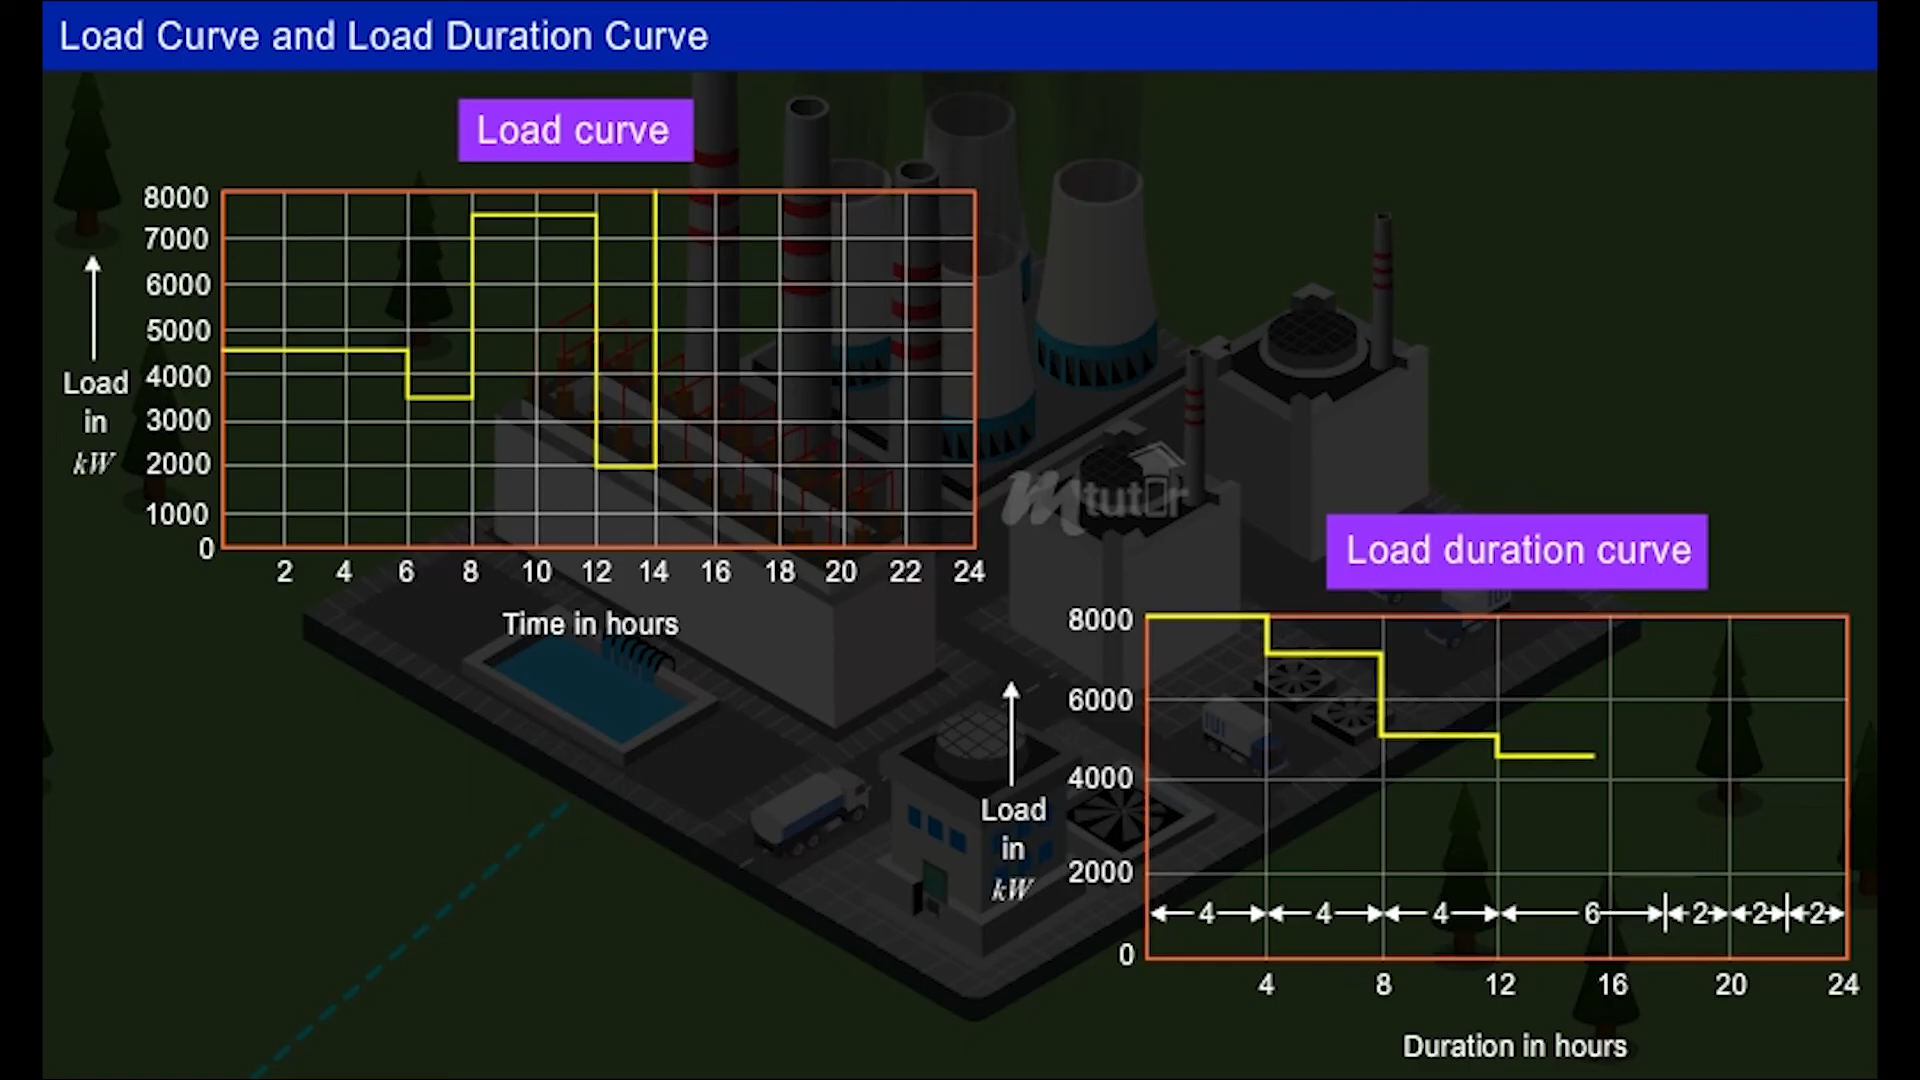 Load Curve and Load Duration Curve
Load curve
8000
7000
6000
5000
4000
3000
2000
1000
0
Load
in
kW
2 4 6 8 10 12 14 16 18 20 22 24
Time in hours
mtutor
Load duration curve
8000
6000
4000
2000
0
Load
in
kW
4 4 4 6 2 2 2
4 8 12 16 20 24
Duration in hours